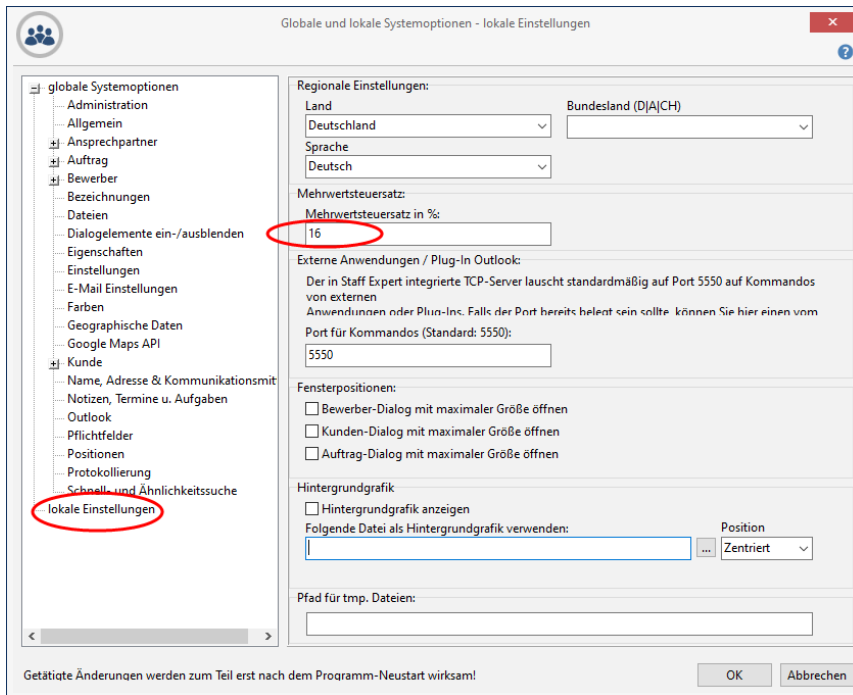 Globale und lokale Systemoptionen - lokale Einstellungen
globale Systemoptionen
Administration
Allgemein
Ansprechpartner
Auftrag
Bewerber
Bezeichnungen
Dateien
Dialogelemente ein-/ausblenden
Eigenschaften
Einstellungen
E-Mail Einstellungen
Farben
Geographische Daten
Google Maps API
Kunde
Name, Adresse & Kommunikationsmit
Notizen, Termine u. Aufgaben
Outlook
Pflichtfelder
Positionen
Protokollierung
Schnell- und Ähnlichkeitssuche
lokale Einstellungen
Regionale Einstellungen:
Land
Bundesland (D|A|CH)
Deutschland
Sprache
Deutsch
Mehrwertsteuersatz:
Mehrwertsteuersatz in %:
16
Externe Anwendungen / Plug-In Outlook:
Der in Staff Expert integrierte TCP-Server lauscht standardmäßig auf Port 5550 auf Kommandos
von externen
Anwendungen oder Plug-Ins. Falls der Port bereits belegt sein sollte, können Sie hier einen vom
Port für Kommandos (Standard: 5550):
5550
Fensterpositionen:
Bewerber-Dialog mit maximaler Größe öffnen
Kunden-Dialog mit maximaler Größe öffnen
Auftrag-Dialog mit maximaler Größe öffnen
Hintergrundgrafik
Hintergrundgrafik anzeigen
Folgende Datei als Hintergrundgrafik verwenden:
Position
...
Zentriert
Pfad für tmp. Dateien:
Getätigte Änderungen werden zum Teil erst nach dem Programm-Neustart wirksam!
OK
Abbrechen